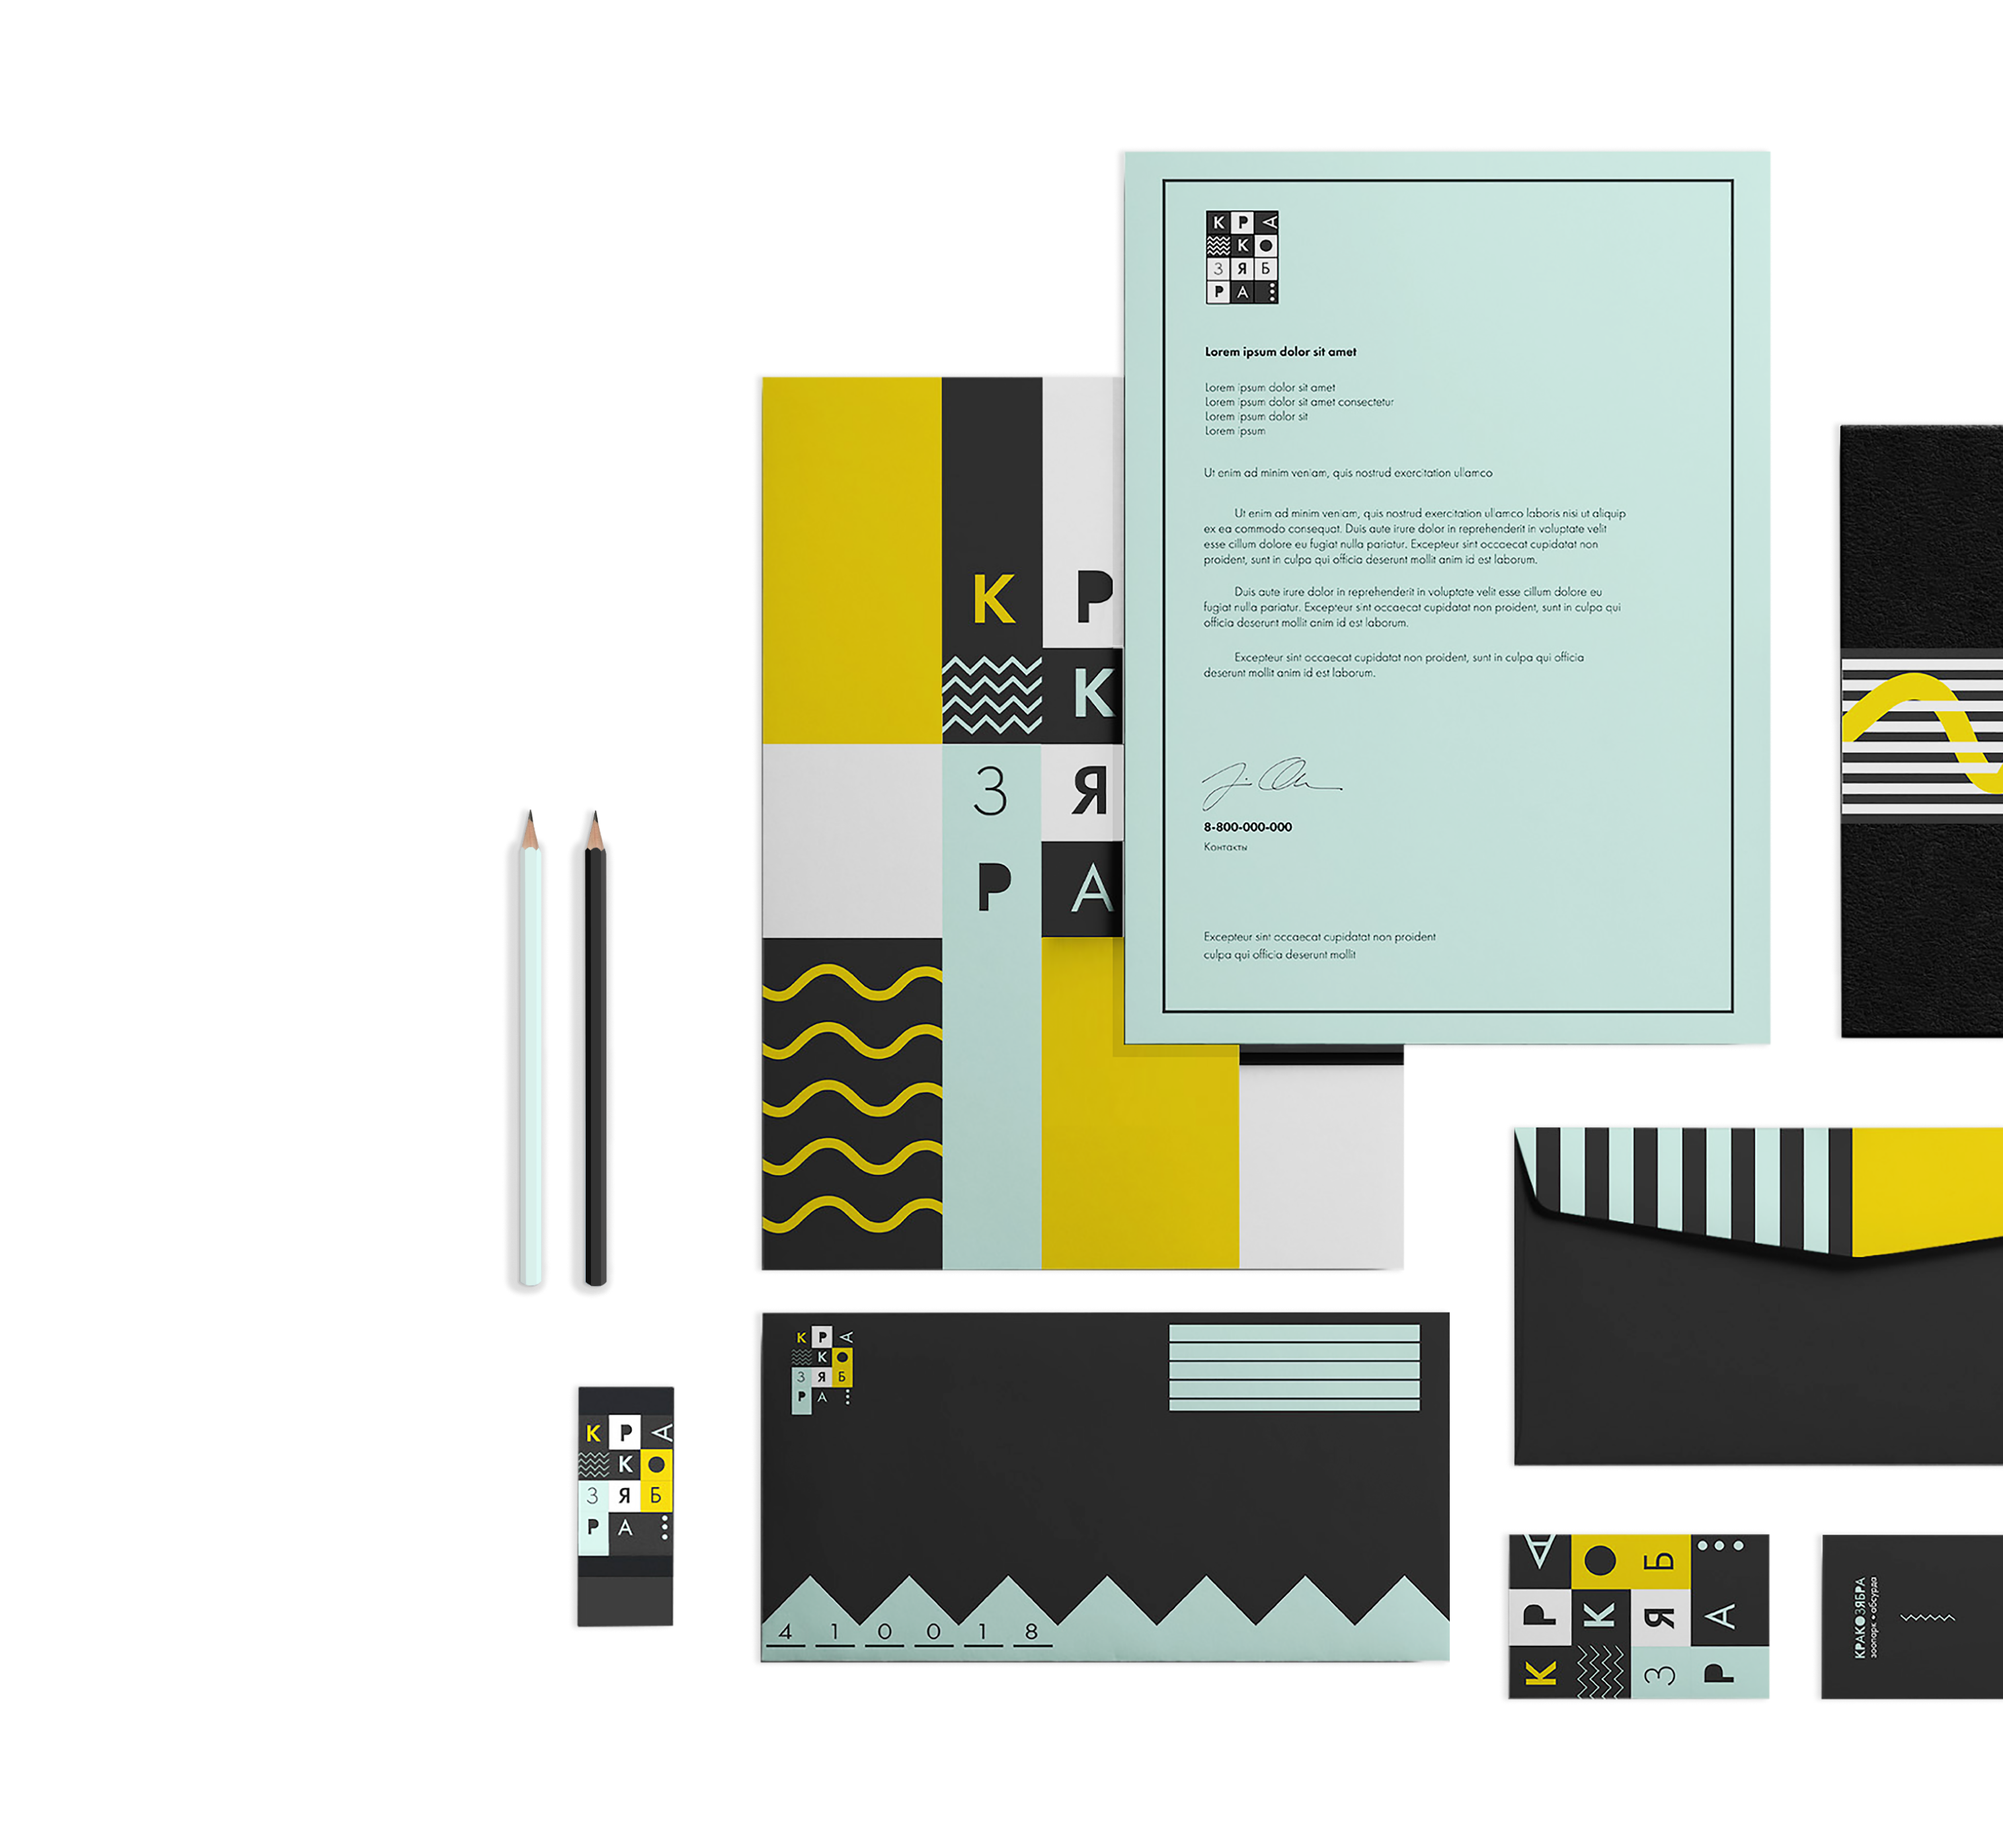 К Р А
К О
З Я Б
Р А
Lorem ipsum dolor sit amet
Lorem ipsum dolor sit amet
Lorem ipsum dolor sit amet consectetur
Lorem ipsum dolor sit
Lorem ipsum
Ut enim ad minim veniam, quis nostrud exercitation ullamco
Ut enim ad minim veniam, quis nostrud exercitation ullamco laboris nisi ut aliquip
ex ea commodo consequat. Duis aute irure dolor in reprehenderit in voluptate velit
esse cillum dolore eu fugiat nulla pariatur. Excepteur sint occaecat cupidatat non
proident, sunt in culpa qui officia deserunt mollit anim id est laborum.
Duis aute irure dolor in reprehenderit in voluptate velit esse cillum dolore eu
fugiat nulla pariatur. Excepteur sint occaecat cupidatat non proident, sunt in culpa qui
officia deserunt mollit anim id est laborum.
Excepteur sint occaecat cupidatat non proident, sunt in culpa qui officia
deserunt mollit anim id est laborum.
8-800-000-000
Контакты
Excepteur sint occaecat cupidatat non proident
culpa qui officia deserunt mollit
К Р
К
З Я
Р А
К Р А
К О
З Я Б
Р А
4 1 0 0 1 8
К Р А
К О
З Я Б
Р А
К Р А
К О
З Я Б
Р А
КРАКОЗЯБРА
зоопарк • абсурда